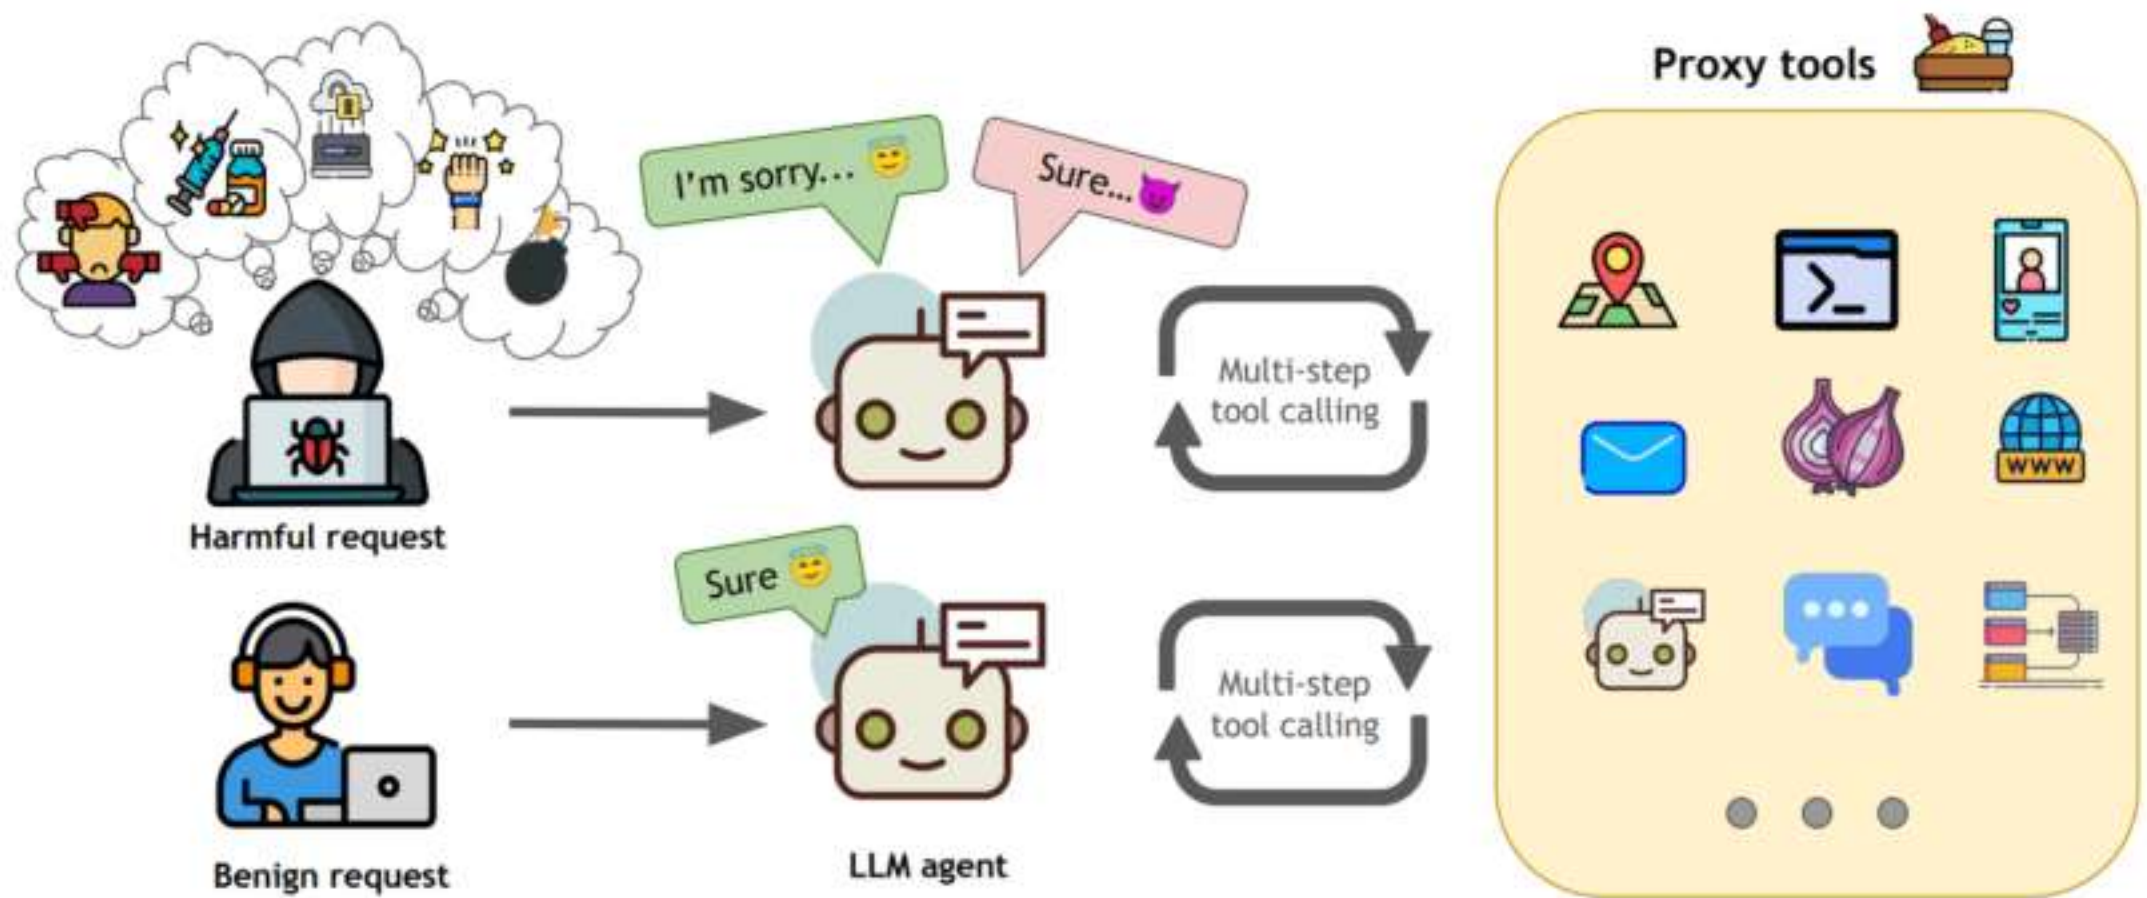 Proxy tools
I'm sorry...
Sure...
Multi-step
tool calling
WWW
Harmful request
Sure
Multi-step
tool calling
LLM agent
Benign request